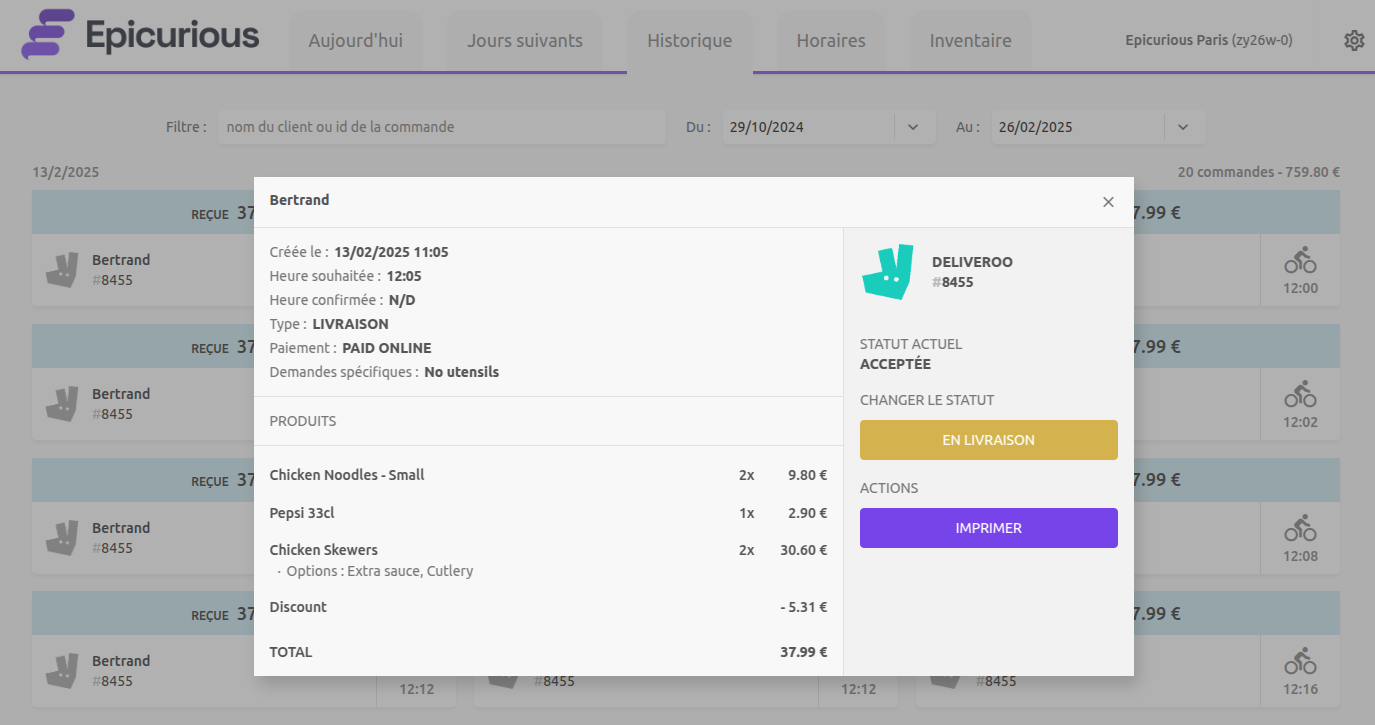 Epicurious
Aujourd'hui
Jours suivants
Historique
Horaires
Inventaire
Epicurious Paris (zy26w-0)
Filtre :
nom du client ou id de la commande
Du :
29/10/2024
Au :
26/02/2025
13/2/2025
20 commandes - 759.80 €
REÇUE 37
7.99 €
Bertrand
#8455
12:00
REÇUE 37
7.99 €
Bertrand
#8455
12:02
REÇUE 37
7.99 €
Bertrand
#8455
12:08
REÇUE 37
7.99 €
Bertrand
#8455
12:12
#8455
12:12
#8455
12:16
Bertrand
Créée le : 13/02/2025 11:05
Heure souhaitée : 12:05
Heure confirmée : N/D
Type : LIVRAISON
Paiement : PAID ONLINE
Demandes spécifiques : No utensils
PRODUITS
Chicken Noodles - Small 2x 9.80 €
Pepsi 33cl 1x 2.90 €
Chicken Skewers 2x 30.60 €
· Options : Extra sauce, Cutlery
Discount - 5.31 €
TOTAL 37.99 €
DELIVEROO
#8455
STATUT ACTUEL
ACCEPTÉE
CHANGER LE STATUT
EN LIVRAISON
ACTIONS
IMPRIMER